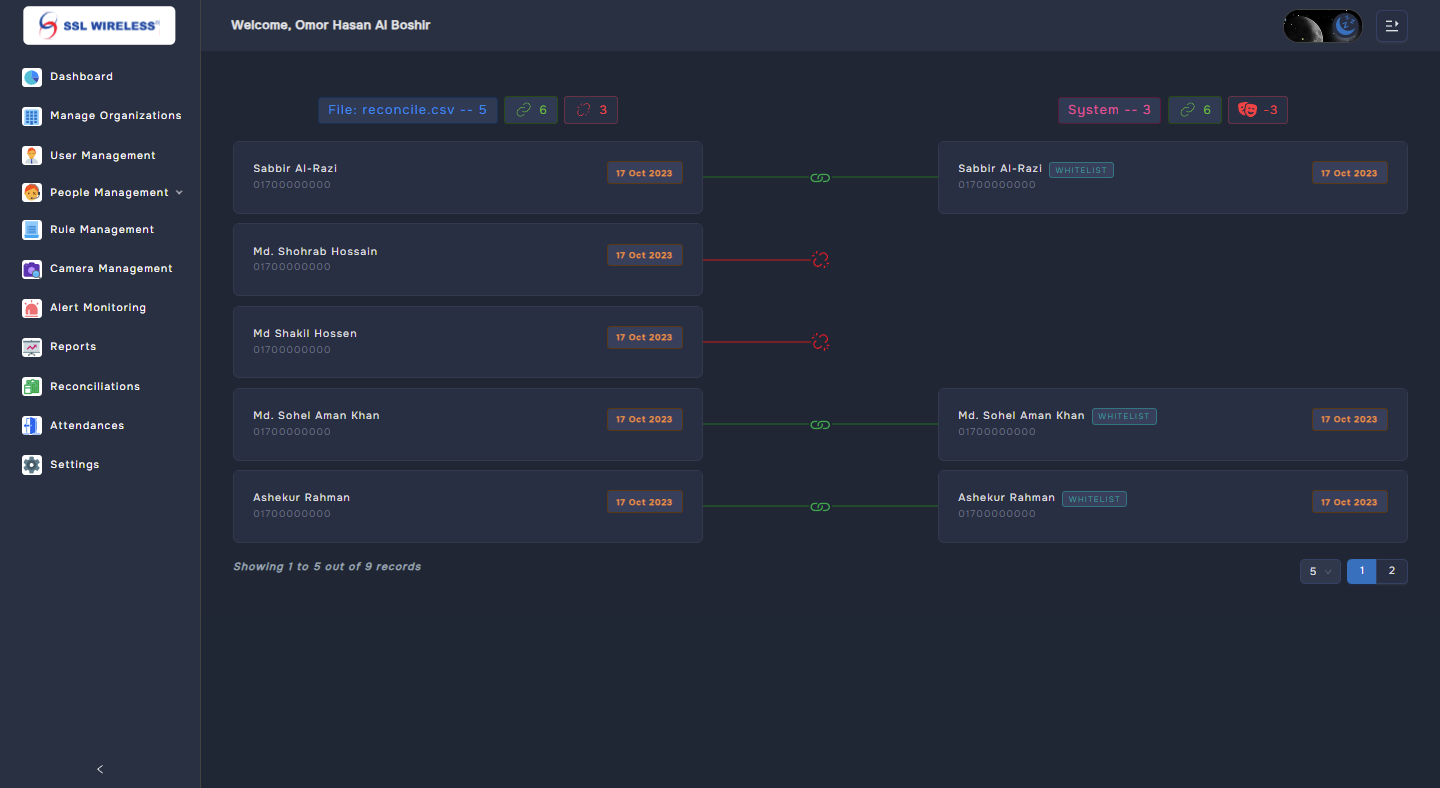 SSL WIRELESS
Welcome, Omor Hasan Al Boshir
Dashboard
Manage Organizations
User Management
People Management
Rule Management
Camera Management
Alert Monitoring
Reports
Reconciliations
Attendances
Settings
File: reconcile.csv -- 5
6
3
System -- 3
6
-3
Sabbir Al-Razi
01700000000
17 Oct 2023
Sabbir Al-Razi WHITELIST
01700000000
17 Oct 2023
Md. Shohrab Hossain
01700000000
17 Oct 2023
Md Shakil Hossen
01700000000
17 Oct 2023
Md. Sohel Aman Khan
01700000000
17 Oct 2023
Md. Sohel Aman Khan WHITELIST
01700000000
17 Oct 2023
Ashekur Rahman
01700000000
17 Oct 2023
Ashekur Rahman WHITELIST
01700000000
17 Oct 2023
Showing 1 to 5 out of 9 records
5
1
2